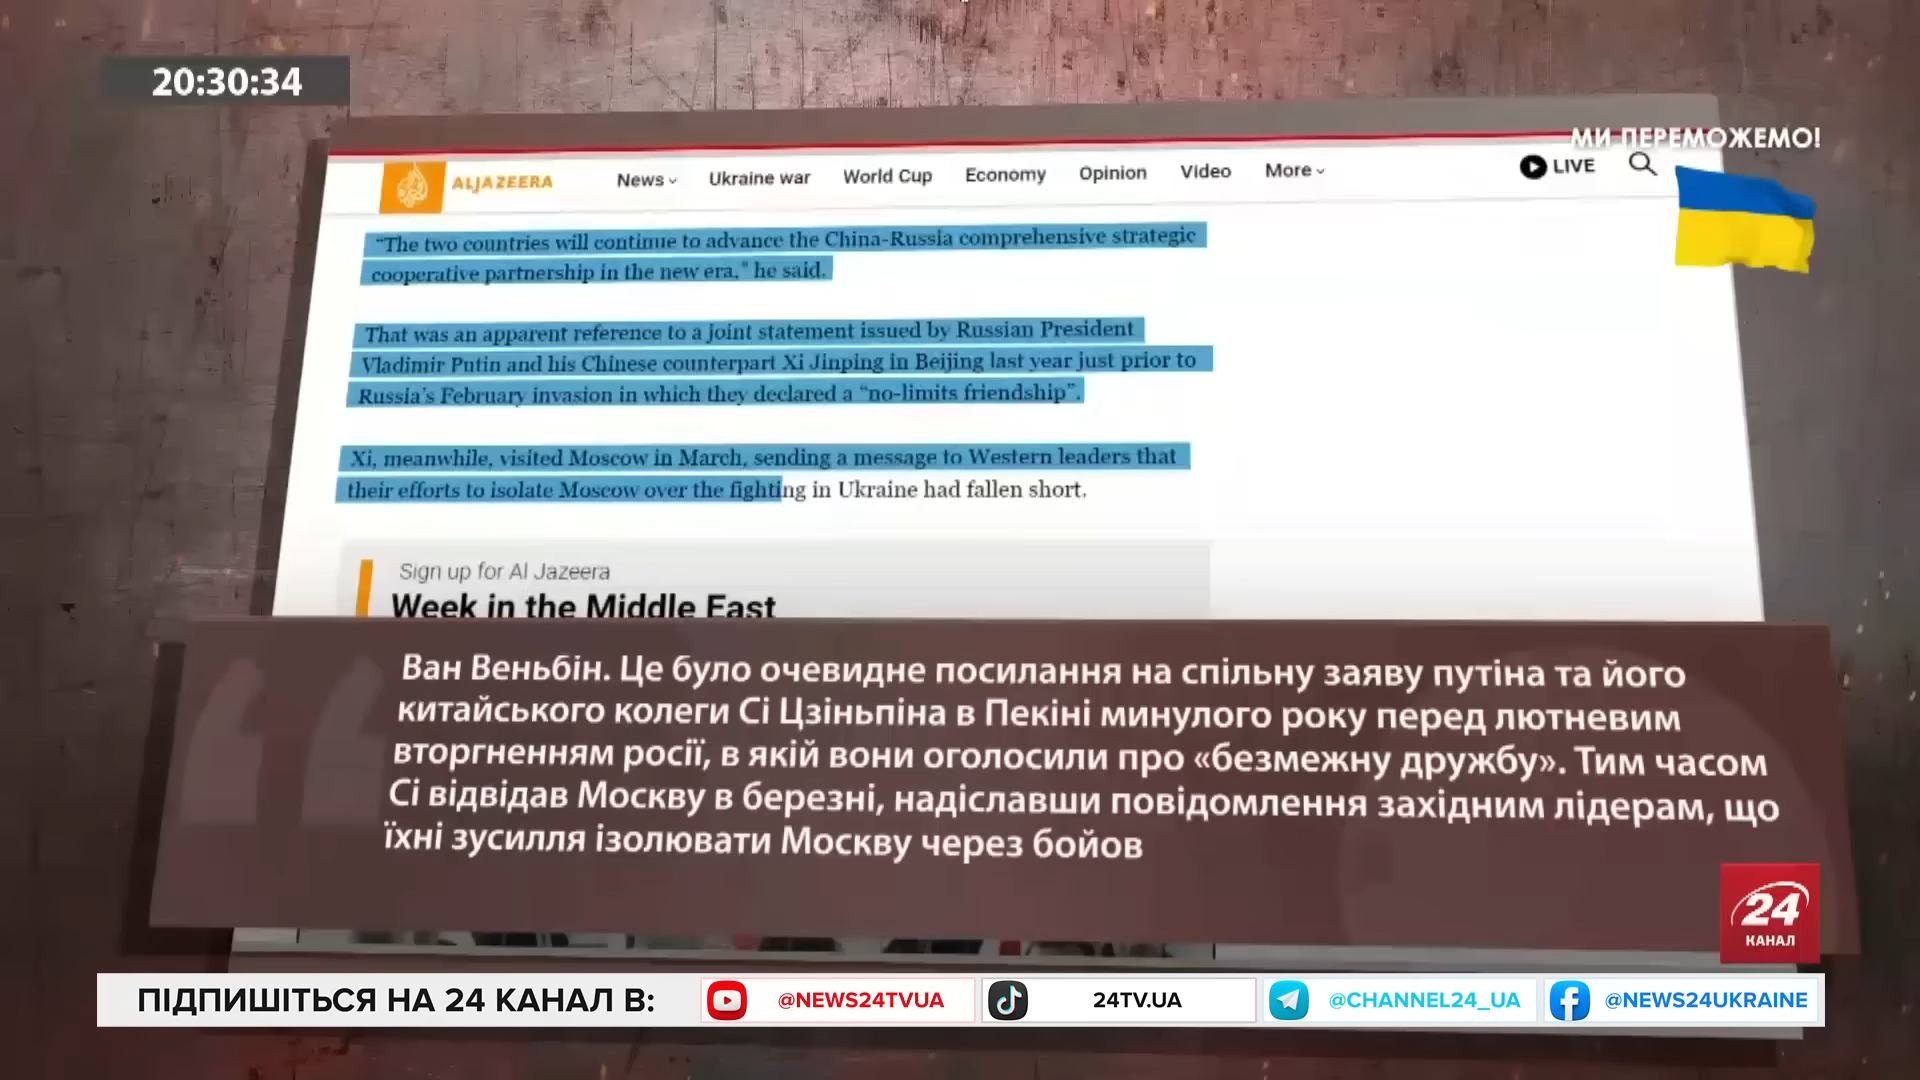 20:30:34
МИ ПЕРЕМОЖЕМО!
ALJAZEERA
News
Ukraine war
World Cup
Economy
Opinion
Video
More
LIVE
"The two countries will continue to advance the China-Russia comprehensive strategic
cooperative partnership in the new era," he said.
That was an apparent reference to a joint statement issued by Russian President
Vladimir Putin and his Chinese counterpart Xi Jinping in Beijing last year just prior to
Russia's February invasion in which they declared a "no-limits friendship".
Xi, meanwhile, visited Moscow in March, sending a message to Western leaders that
their efforts to isolate Moscow over the fighting in Ukraine had fallen short.
Sign up for Al Jazeera
Week in the Middle East
Ван Веньбін. Це було очевидне посилання на спільну заяву путіна та його
китайського колеги Сі Цзіньпіна в Пекіні минулого року перед лютневим
вторгненням росії, в якій вони оголосили про «безмежну дружбу». Тим часом
Сі відвідав Москву в березні, надіславши повідомлення західним лідерам, що
їхні зусилля ізолювати Москву через бойов
24
КАНАЛ
ПІДПИШІТЬСЯ НА 24 КАНАЛ В:
@NEWS24TVUA
24TV.UA
@CHANNEL24_UA
@NEWS24UKRAINE